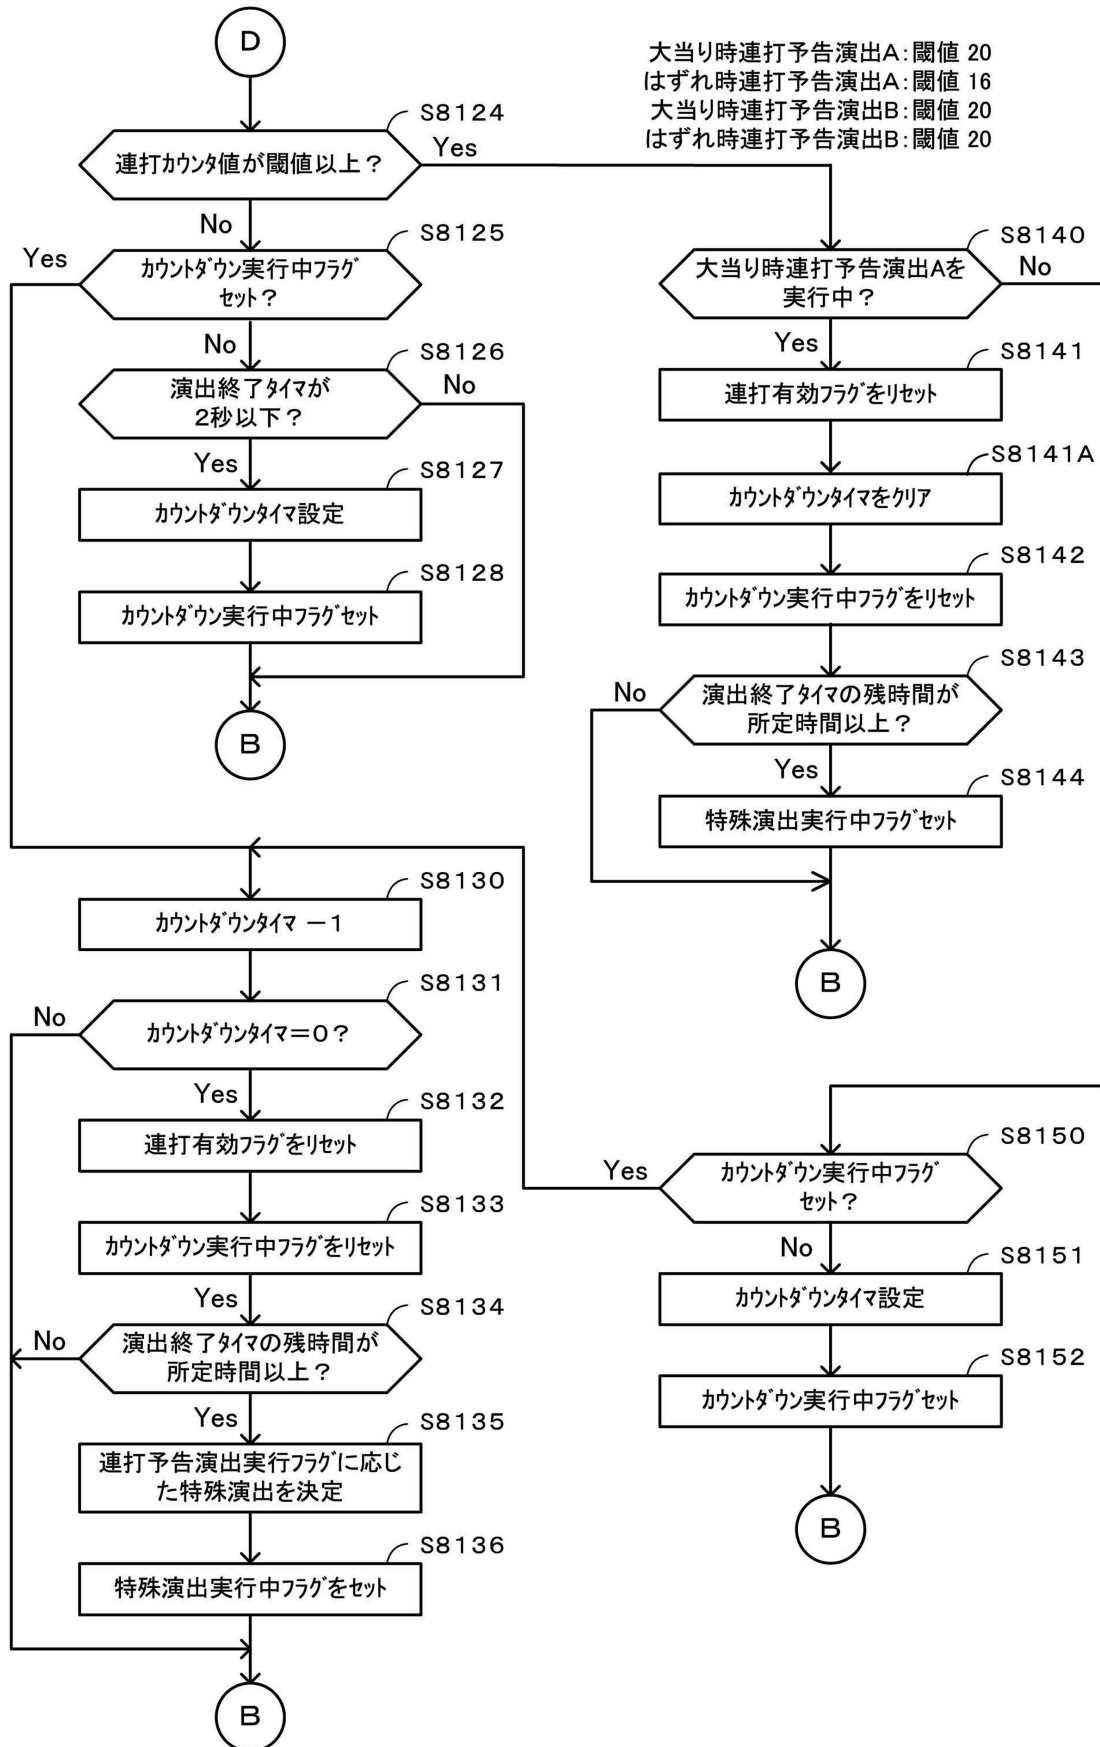 D
大当り時連打予告演出A：閾値 20
はずれ時連打予告演出A：閾値 16
大当り時連打予告演出B：閾値 20
はずれ時連打予告演出B：閾値 20
S8124
連打ｶｳﾝﾀ値が閾値以上？
Yes
No
S8125
ｶｳﾝﾄﾀﾞｳﾝ実行中ﾌﾗｸﾞ
ｾｯﾄ？
Yes
No
S8126
演出終了ﾀｲﾏが
２秒以下？
No
Yes
S8127
ｶｳﾝﾄﾀﾞｳﾝﾀｲﾏ設定
S8128
ｶｳﾝﾄﾀﾞｳﾝ実行中ﾌﾗｸﾞｾｯﾄ
B
S8140
大当り時連打予告演出Aを
実行中？
No
Yes
S8141
連打有効ﾌﾗｸﾞをﾘｾｯﾄ
S8141A
ｶｳﾝﾄﾀﾞｳﾝﾀｲﾏをｸﾘｱ
S8142
ｶｳﾝﾄﾀﾞｳﾝ実行中ﾌﾗｸﾞをﾘｾｯﾄ
S8143
演出終了ﾀｲﾏの残時間が
所定時間以上？
No
Yes
S8144
特殊演出実行中ﾌﾗｸﾞｾｯﾄ
B
S8130
ｶｳﾝﾄﾀﾞｳﾝﾀｲﾏ －１
S8131
ｶｳﾝﾄﾀﾞｳﾝﾀｲﾏ＝０？
No
Yes
S8132
連打有効ﾌﾗｸﾞをﾘｾｯﾄ
S8133
ｶｳﾝﾄﾀﾞｳﾝ実行中ﾌﾗｸﾞをﾘｾｯﾄ
Yes
S8134
演出終了ﾀｲﾏの残時間が
所定時間以上？
No
Yes
S8135
連打予告演出実行ﾌﾗｸﾞに応じ
た特殊演出を決定
S8136
特殊演出実行中ﾌﾗｸﾞをｾｯﾄ
B
S8150
ｶｳﾝﾄﾀﾞｳﾝ実行中ﾌﾗｸﾞ
ｾｯﾄ？
Yes
No
S8151
ｶｳﾝﾄﾀﾞｳﾝﾀｲﾏ設定
S8152
ｶｳﾝﾄﾀﾞｳﾝ実行中ﾌﾗｸﾞｾｯﾄ
B